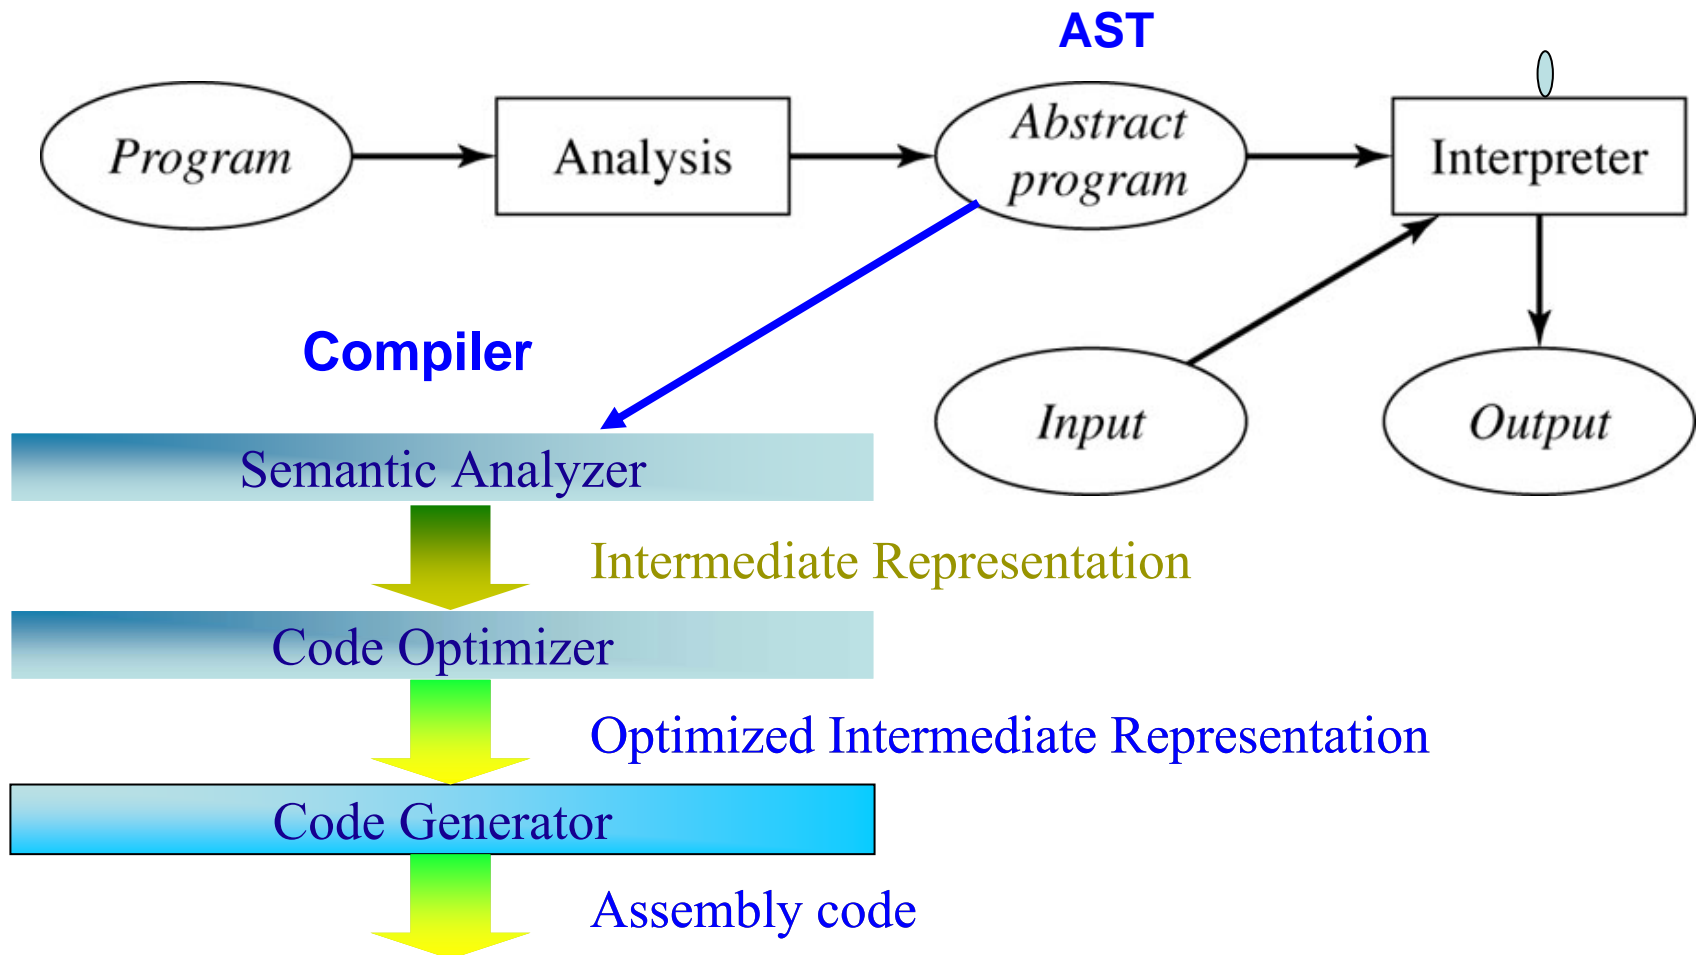 AST
Program
Analysis
Abstract
program
Interpreter
Compiler
Input
Output
Semantic Analyzer
Intermediate Representation
Code Optimizer
Optimized Intermediate Representation
Code Generator
Assembly code